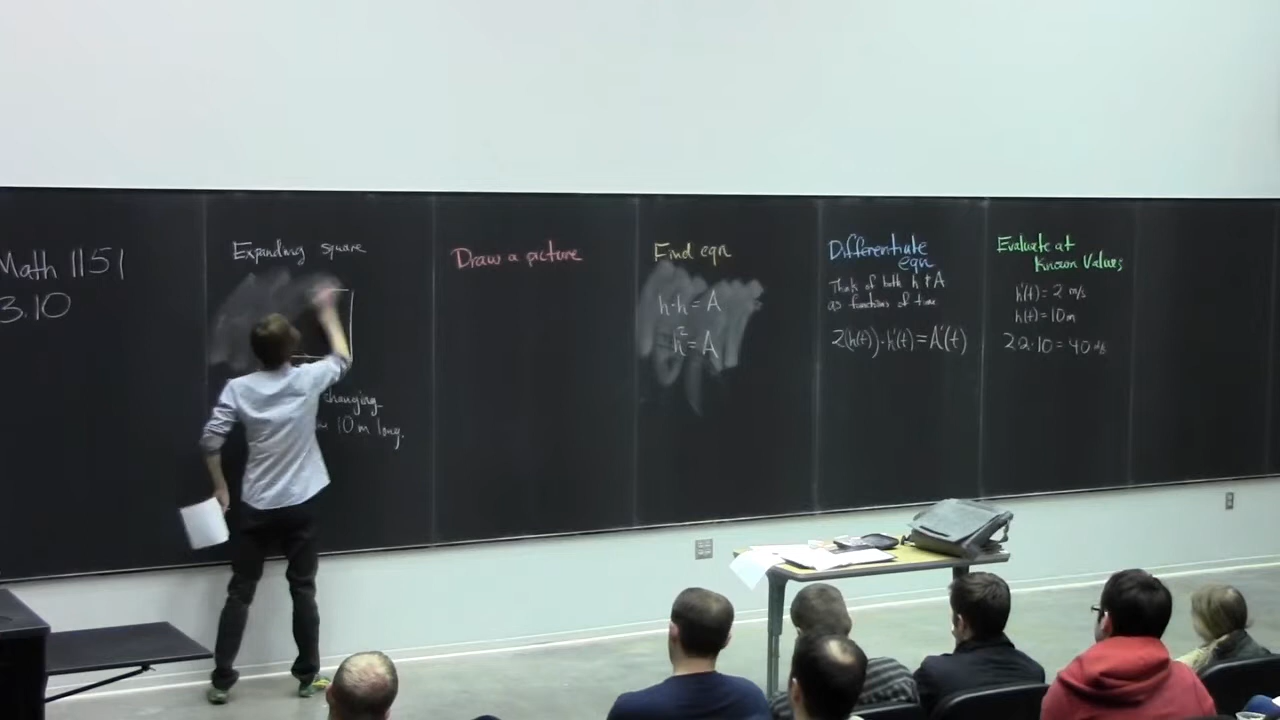 Math 1151
3.10
Expanding square
changing
10 m long.
Draw a picture
Find eqn
h·h = A
h² = A
Differentiate
eqn
Think of both h & A
as functions of time
2(h(t))·h'(t) = A'(t)
Evaluate at
Known Values
h'(t) = 2 m/s
h(t) = 10 m
2·2·10 = 40